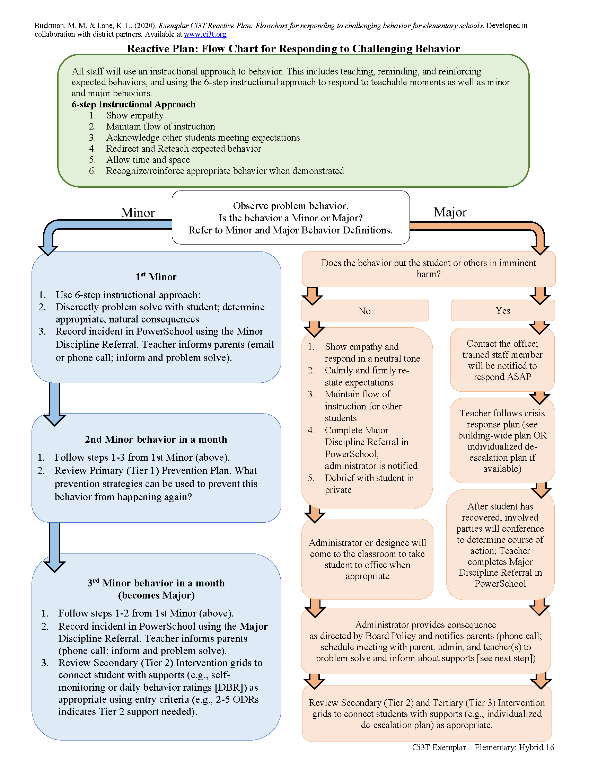 Buckman, M. M. & Lane, K. L. (2020). Exemplar Ci3T Reactive Plan: Flowchart for responding to challenging behavior for elementary schools. Developed in
collaboration with district partners. Available at www.ci3t.org
Reactive Plan: Flow Chart for Responding to Challenging Behavior
All staff will use an instructional approach to behavior. This includes teaching, reminding, and reinforcing
expected behaviors, and using the 6-step instructional approach to respond to teachable moments as well as minor
and major behaviors.
6-step Instructional Approach
1. Show empathy
2. Maintain flow of instruction
3. Acknowledge other students meeting expectations
4. Redirect and Reteach expected behavior
5. Allow time and space
6. Recognize/reinforce appropriate behavior when demonstrated
Observe problem behavior.
Is the behavior a Minor or Major?
Refer to Minor and Major Behavior Definitions.
Minor
Major
1st Minor
1. Use 6-step instructional approach:
2. Discreetly problem solve with student; determine
appropriate, natural consequences
3. Record incident in PowerSchool using the Minor
Discipline Referral. Teacher informs parents (email
or phone call; inform and problem solve).
2nd Minor behavior in a month
1. Follow steps 1-3 from 1st Minor (above).
2. Review Primary (Tier 1) Prevention Plan. What
prevention strategies can be used to prevent this
behavior from happening again?
3rd Minor behavior in a month
(becomes Major)
1. Follow steps 1-2 from 1st Minor (above).
2. Record incident in PowerSchool using the Major
Discipline Referral. Teacher informs parents
(phone call; inform and problem solve).
3. Review Secondary (Tier 2) Intervention grids to
connect student with supports (e.g., self-
monitoring or daily behavior ratings [DBR]) as
appropriate using entry criteria (e.g., 2-5 ODRs
indicates Tier 2 support needed).
Does the behavior put the student or others in imminent
harm?
No
1. Show empathy and
respond in a neutral tone
2. Calmly and firmly re-
state expectations
3. Maintain flow of
instruction for other
students
4. Complete Major
Discipline Referral in
PowerSchool;
administrator is notified
5. Debrief with student in
private
Administrator or designee will
come to the classroom to take
student to office when
appropriate
Yes
Contact the office;
trained staff member
will be notified to
respond ASAP
Teacher follows crisis
response plan (see
building-wide plan OR
individualized de-
escalation plan if
available)
After student has
recovered, involved
parties will conference
to determine course of
action; Teacher
completes Major
Discipline Referral in
PowerSchool
Administrator provides consequence
as directed by Board Policy and notifies parents (phone call;
schedule meeting with parent, admin, and teacher(s) to
problem solve and inform about supports [see next step])
Review Secondary (Tier 2) and Tertiary (Tier 3) Intervention
grids to connect students with supports (e.g., individualized
de-escalation plan) as appropriate.
Ci3T Exemplar – Elementary: Hybrid 16